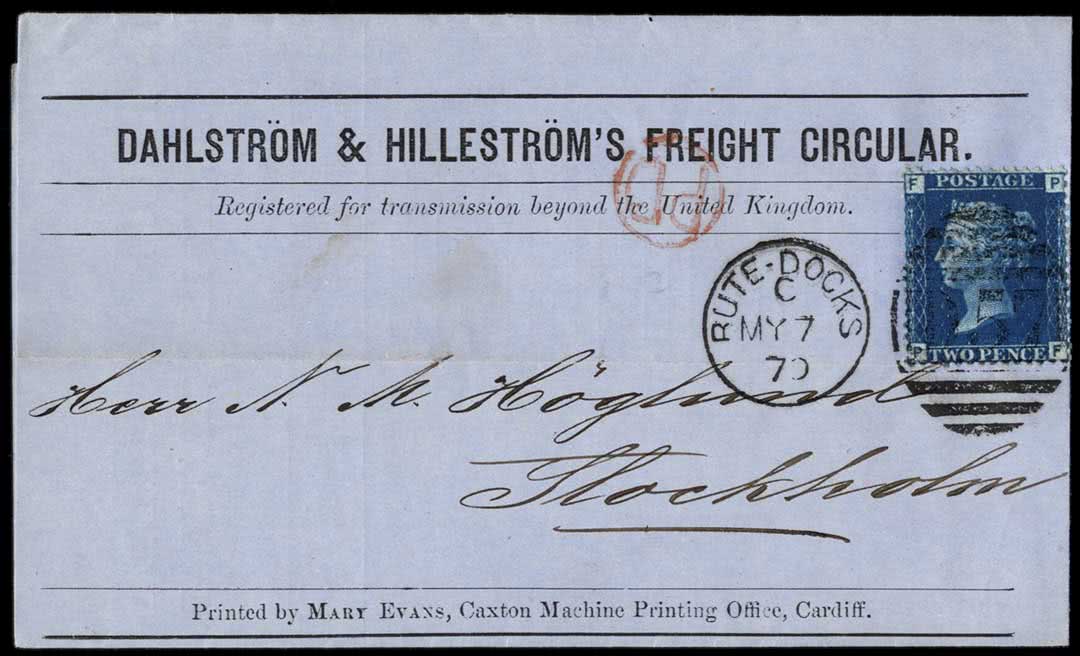 DAHLSTRÖM & HILLESTRÖM'S FREIGHT CIRCULAR.
Registered for transmission beyond the United Kingdom.
PD
F POSTAGE P
P TWO PENCE F
BUTE-DOCKS
C
MY 7
70
Herr N. M. Höglund
Stockholm
Printed by MARY EVANS, Caxton Machine Printing Office, Cardiff.